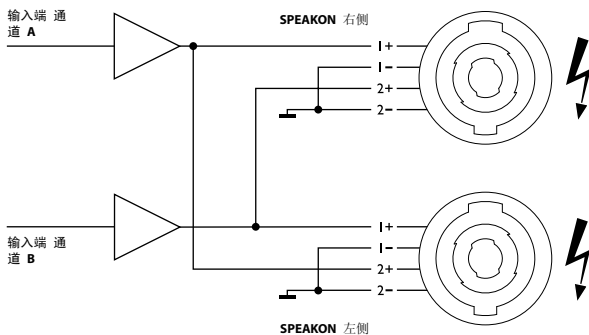 输入端 通
道 A
SPEAKON 右侧
1+
1-
2+
2-
输入端 通
道 B
1+
1-
2+
2-
SPEAKON 左侧